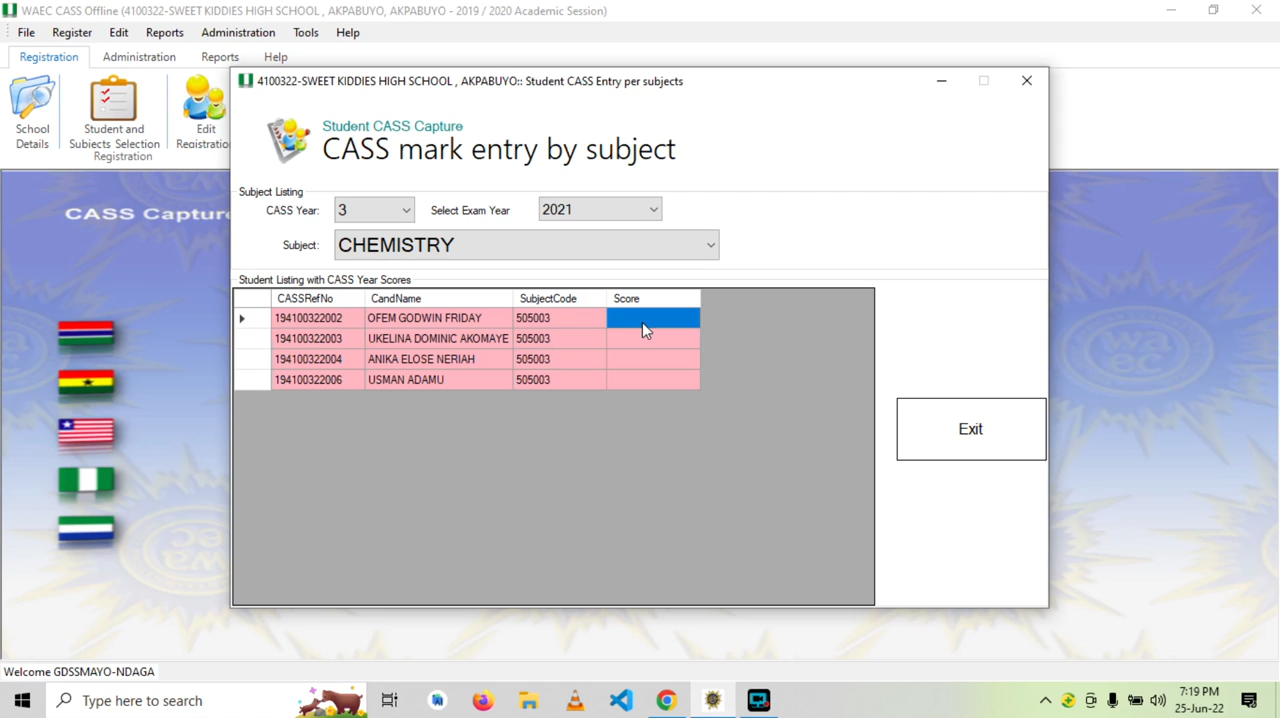 WAEC CASS Offline (4100322-SWEET KIDDIES HIGH SCHOOL , AKPABUYO, AKPABUYO - 2019 / 2020 Academic Session)
File Register Edit Reports Administration Tools Help
Registration Administration Reports Help
School Details
Student and Subjects Selection
Edit
Registration
4100322-SWEET KIDDIES HIGH SCHOOL , AKPABUYO:: Student CASS Entry per subjects
Student CASS Capture
CASS mark entry by subject
CASS Capture
Subject Listing
CASS Year: 3 Select Exam Year 2021
Subject: CHEMISTRY
Student Listing with CASS Year Scores
CASSRefNo CandName SubjectCode Score
194100322002 OFEM GODWIN FRIDAY 505003
194100322003 UKELINA DOMINIC AKOMAYE 505003
194100322004 ANIKA ELOSE NERIAH 505003
194100322006 USMAN ADAMU 505003
Exit
Welcome GDSSMAYO-NDAGA
Type here to search
7:19 PM
25-Jun-22